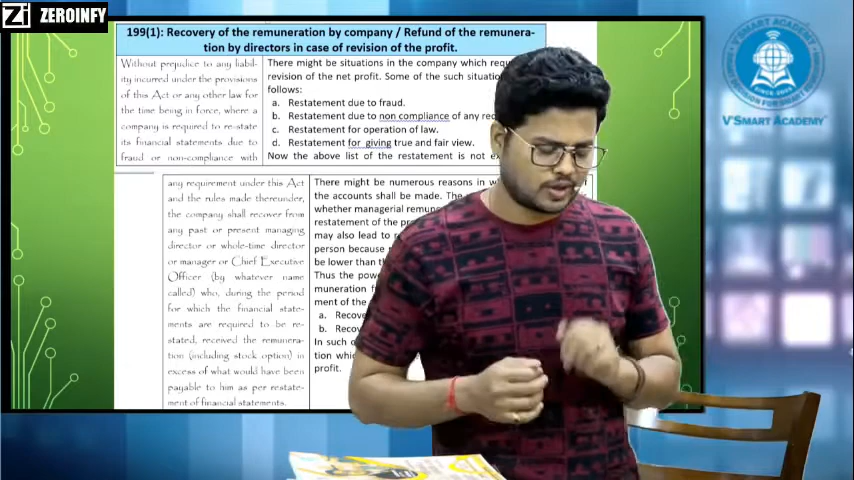 Zi ZEROINFY
199(1): Recovery of the remuneration by company / Refund of the remunera-
tion by directors in case of revision of the profit.
Without prejudice to any liabil-
ity incurred under the provisions
of this Act or any other law for
the time being in force, where a
company is required to re-state
its financial statements due to
fraud or non-compliance with
There might be situations in the company which
revision of the net profit. Some of the such
follows:
a. Restatement due to fraud.
b. Restatement due to non compliance of any
c. Restatement for operation of law.
d. Restatement for giving true and fair view.
Now the above list of the restatement is not
any requirement under this Act
and the rules made thereunder,
the company shall recover from
any past or present managing
director or whole-time director
or manager or Chief Executive
Officer (by whatever name
called) who, during the period
for which the financial state-
ments are required to be re-
stated, received the remunera-
tion (including stock option) in
excess of what would have been
payable to him as per restate-
ment of financial statements.
There might be numerous reasons in
the accounts shall be made. The
whether managerial
restatement of the
may also lead to
person because
be lower than
Thus the
muneration
ment of the
a.
b.
In such
tion
profit.
V'SMART ACADEMY
SINCE
V'SMART ACADEMY